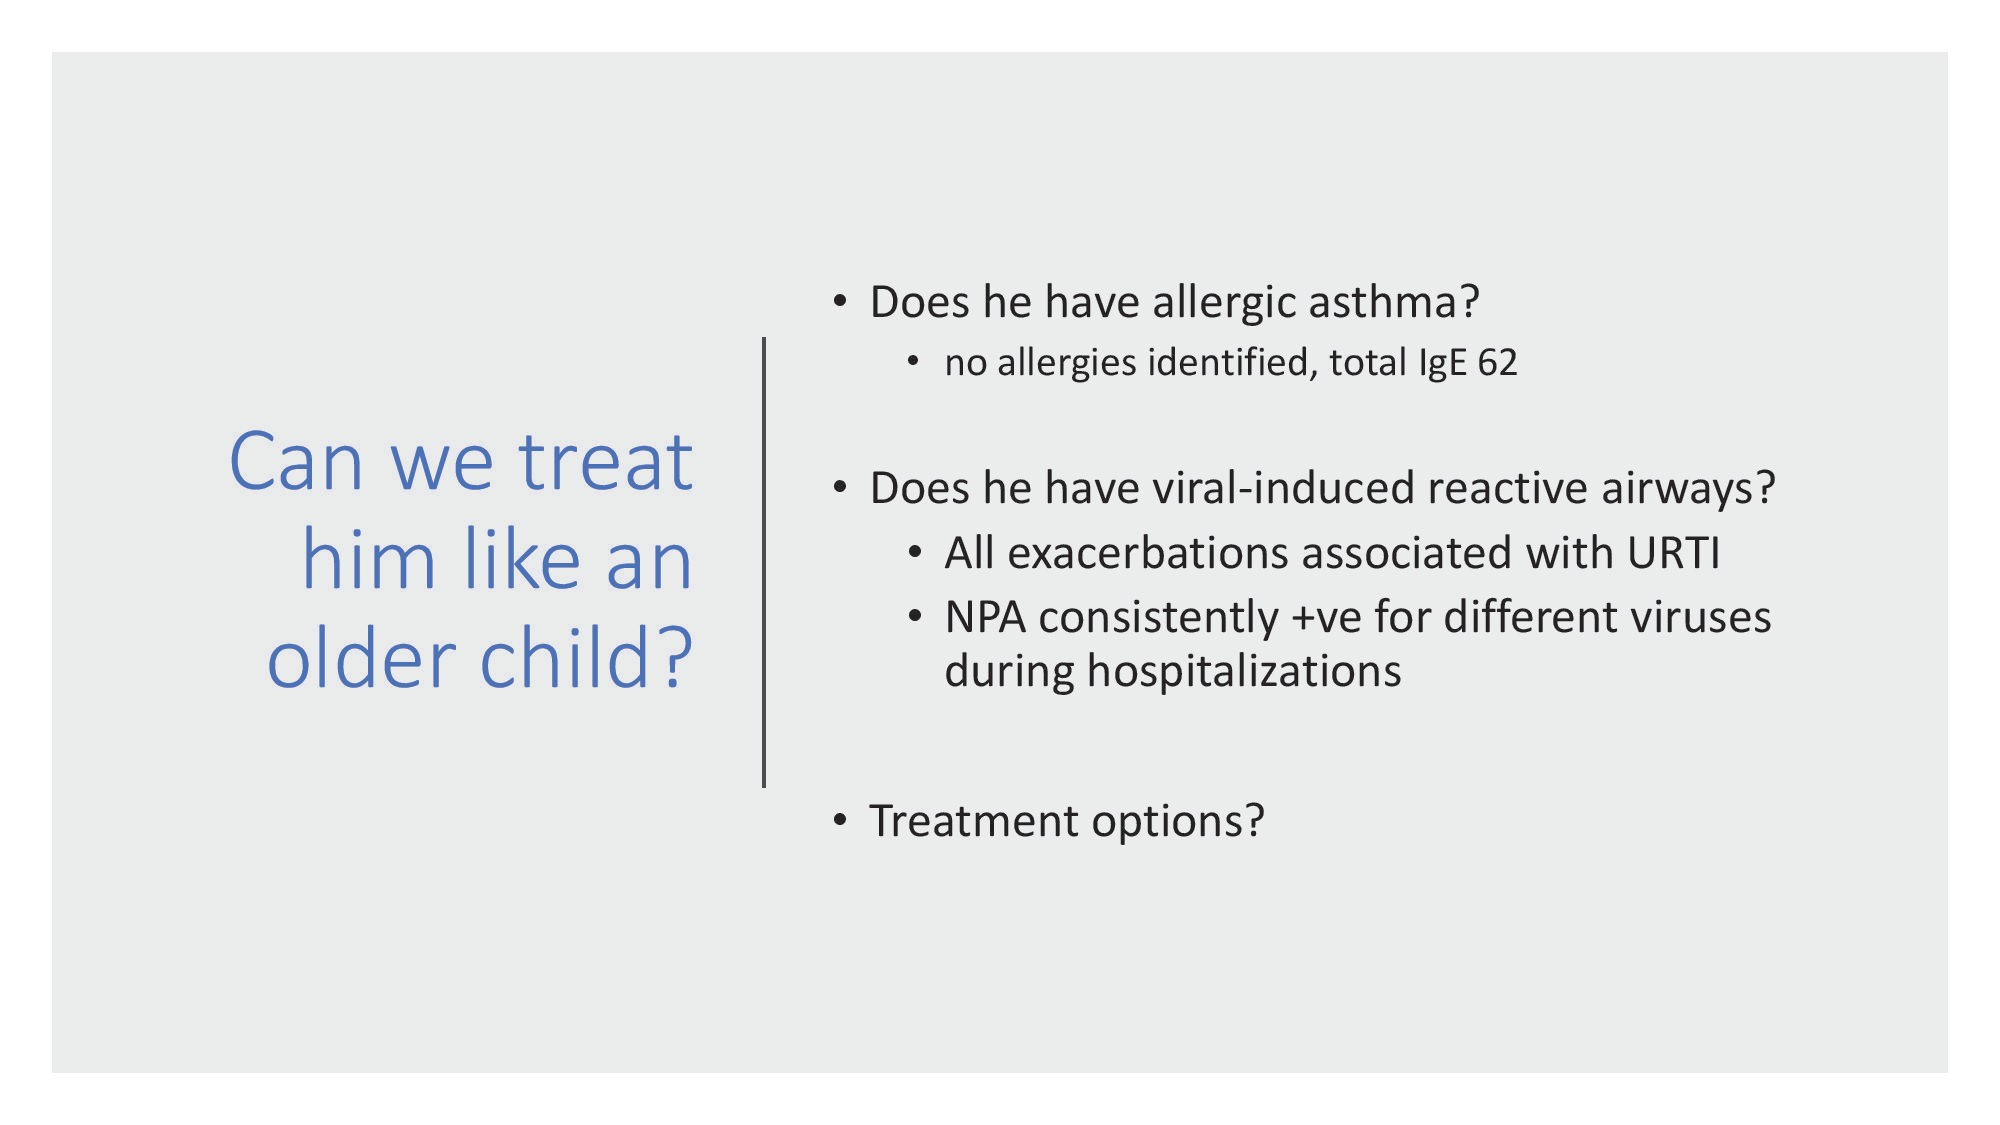 Can we treat
him like an
older child?
• Does he have allergic asthma?
• no allergies identified, total IgE 62
• Does he have viral-induced reactive airways?
• All exacerbations associated with URTI
• NPA consistently +ve for different viruses
during hospitalizations
• Treatment options?